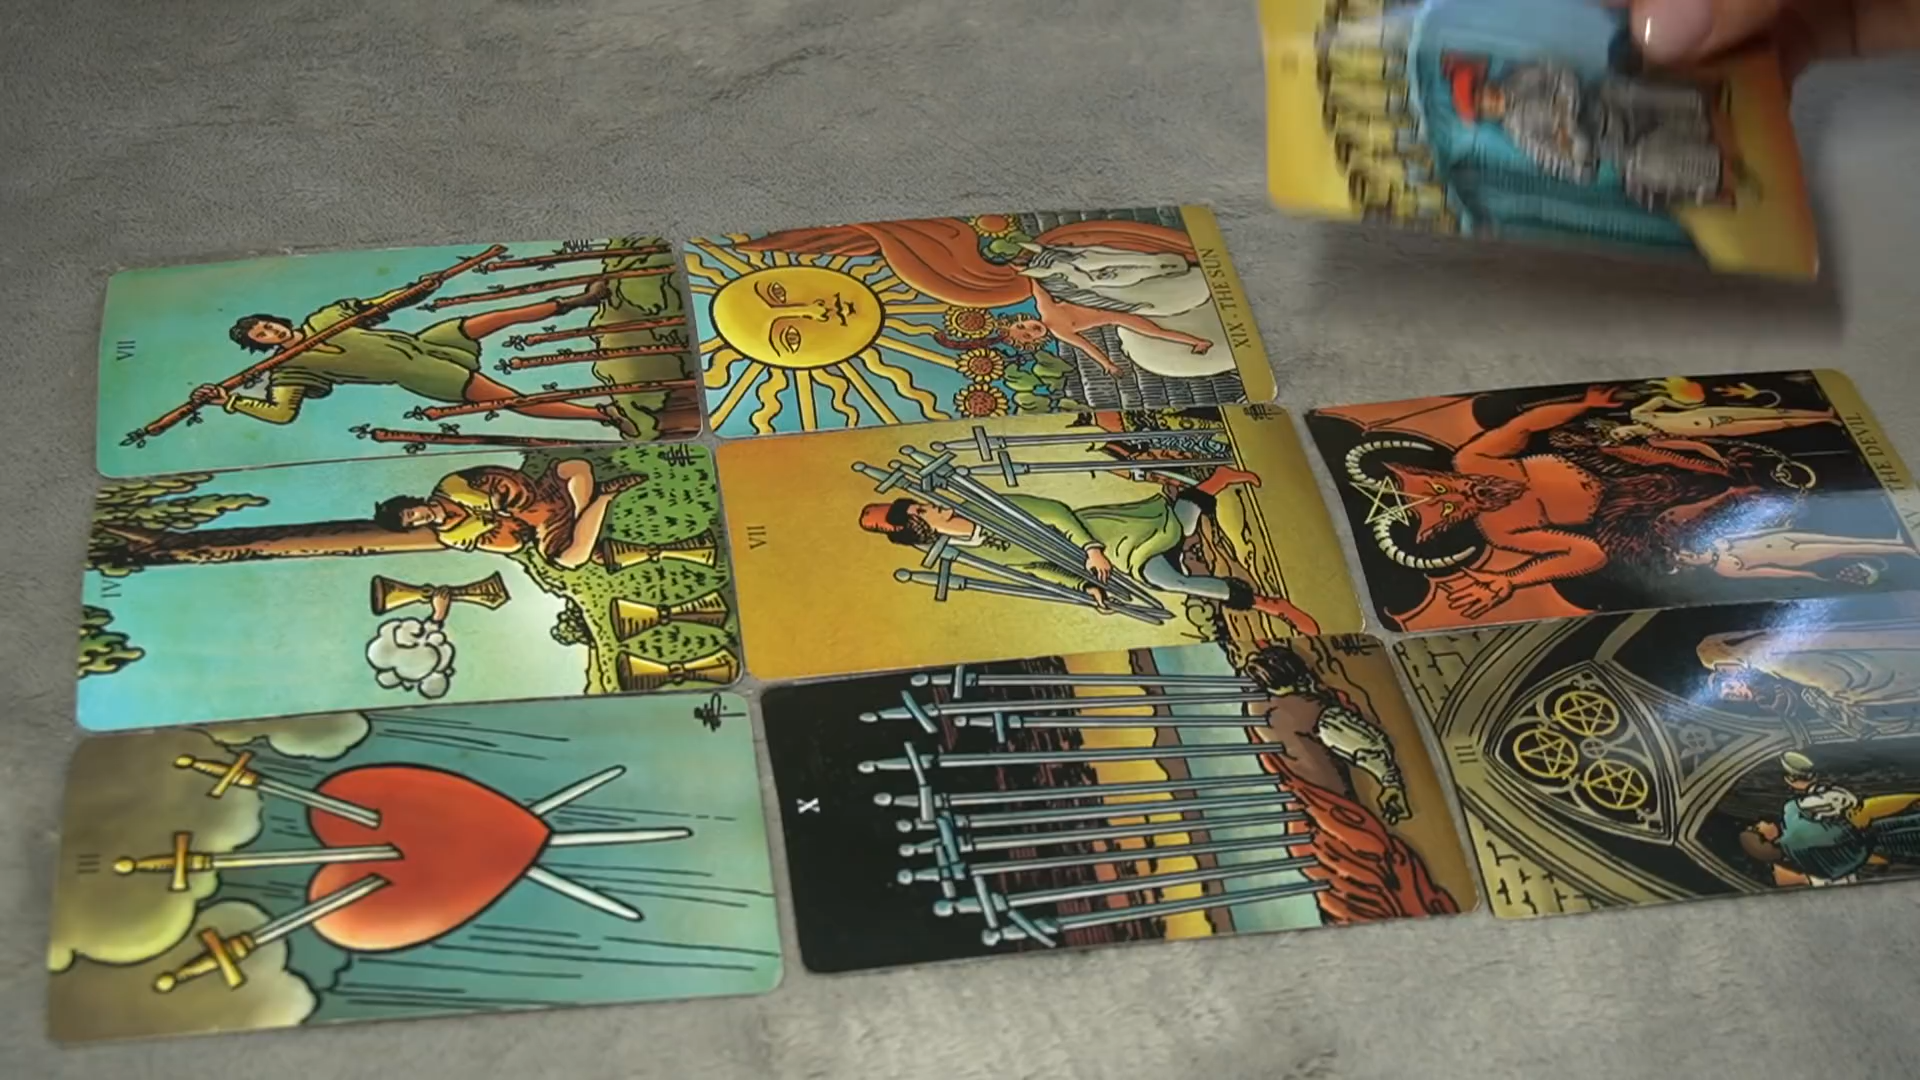 VII
XIX · THE SUN
IV
VII
THE DEVIL
III
X
III